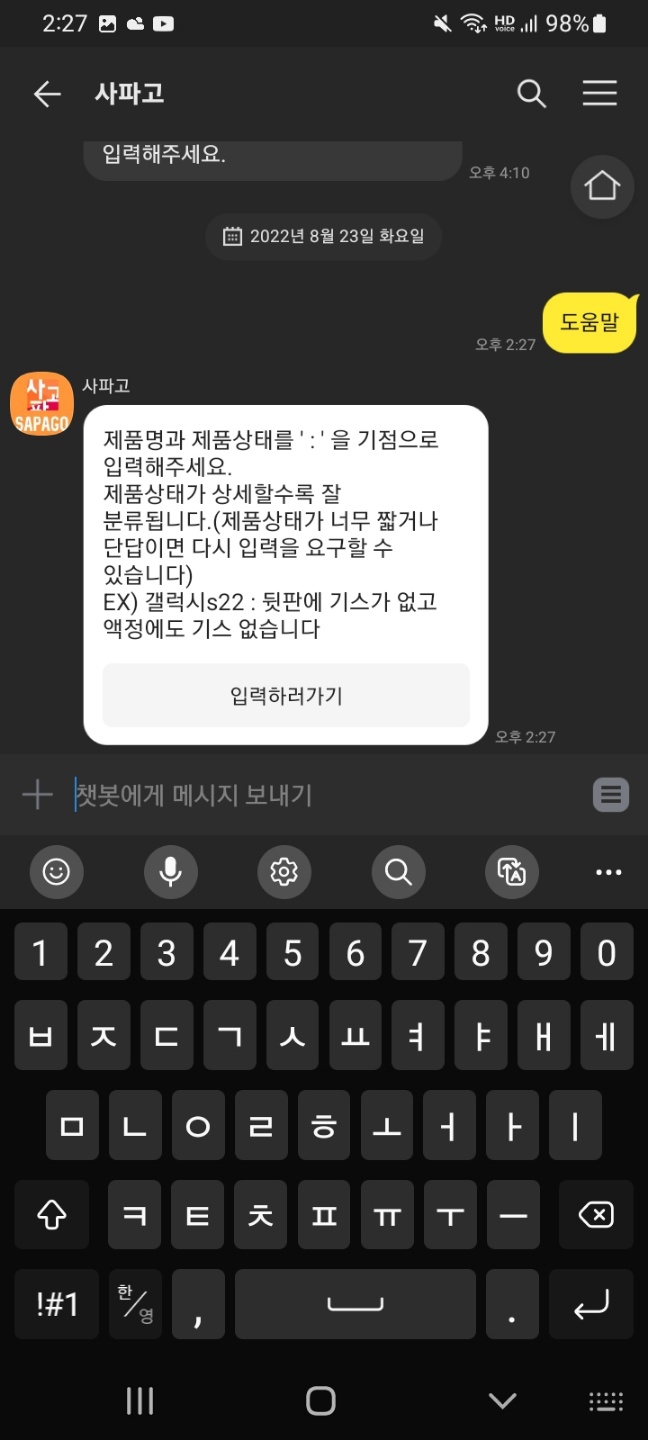 2:27 HD voice 98%
사파고
입력해주세요.
오후 4:10
2022년 8월 23일 화요일
도움말
오후 2:27
사고
파
SAPAGO
사파고
제품명과 제품상태를 ' : ' 을 기점으로
입력해주세요.
제품상태가 상세할수록 잘
분류됩니다.(제품상태가 너무 짧거나
단답이면 다시 입력을 요구할 수
있습니다)
EX) 갤럭시s22 : 뒷판에 기스가 없고
액정에도 기스 없습니다
입력하러가기
오후 2:27
챗봇에게 메시지 보내기
1 2 3 4 5 6 7 8 9 0
ㅂ ㅈ ㄷ ㄱ ㅅ ㅛ ㅕ ㅑ ㅐ ㅔ
ㅁ ㄴ ㅇ ㄹ ㅎ ㅗ ㅓ ㅏ ㅣ
ㅋ ㅌ ㅊ ㅍ ㅠ ㅜ ㅡ
!#1 한/영 , .